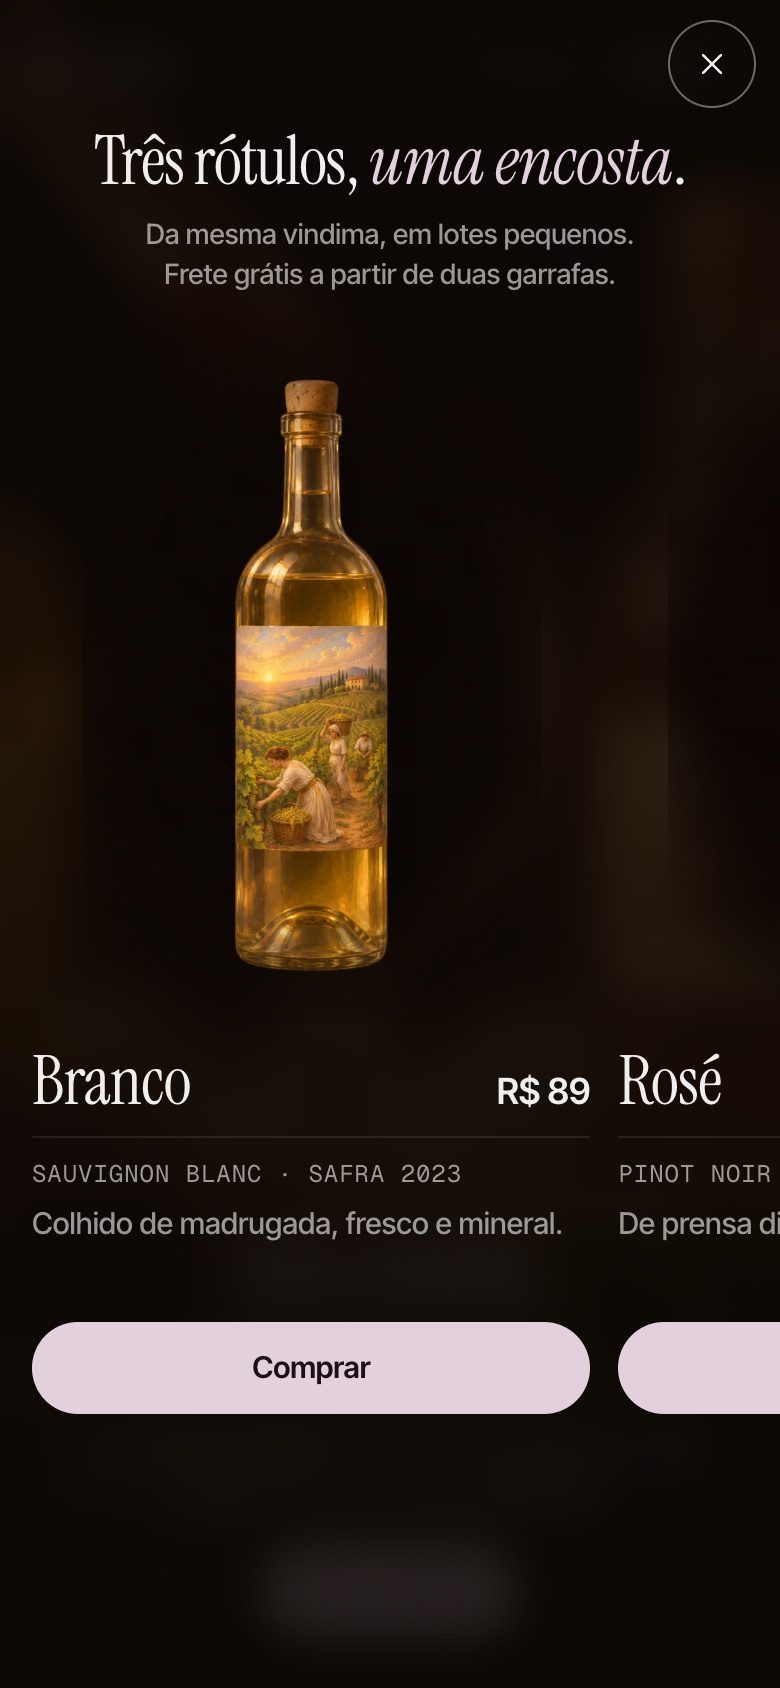 Três rótulos, uma encosta.
Da mesma vindima, em lotes pequenos.
Frete grátis a partir de duas garrafas.
Branco
R$ 89
SAUVIGNON BLANC · SAFRA 2023
Colhido de madrugada, fresco e mineral.
Comprar
Rosé
PINOT NOIR
De prensa di